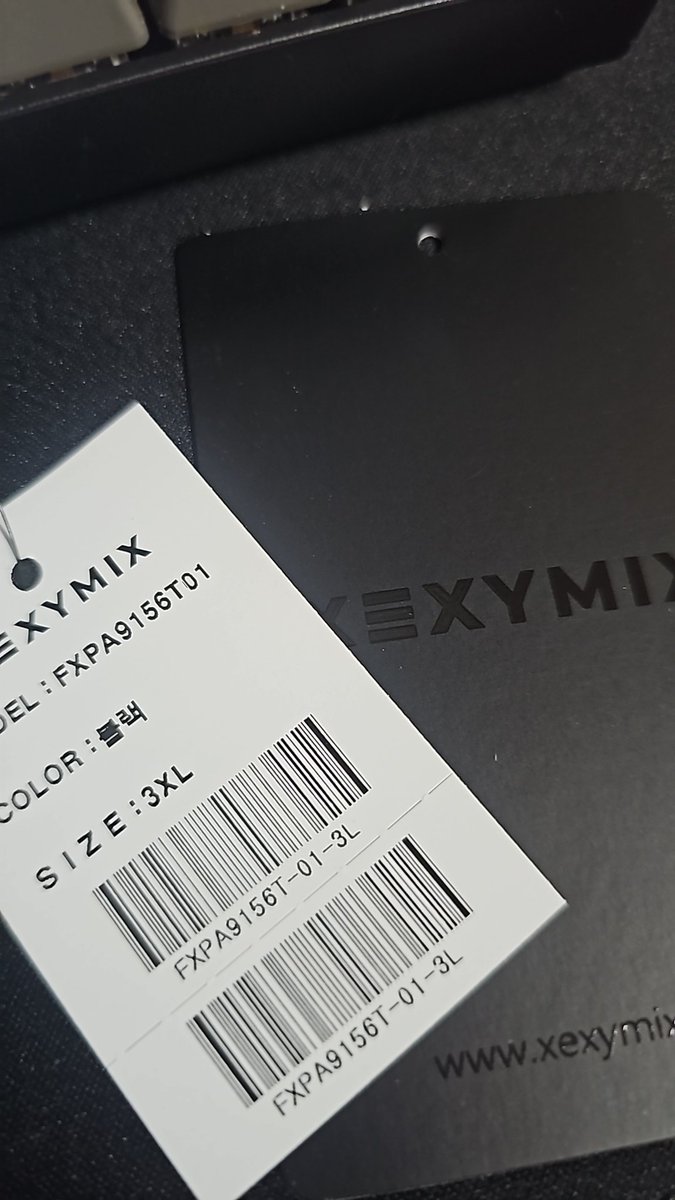 XEXYMIX
DEL : FXPA9156T01
COLOR : 블랙
SIZE : 3XL
FXPA9156T-01-3L
FXPA9156T-01-3L
XEXYMIX
www.xexymix